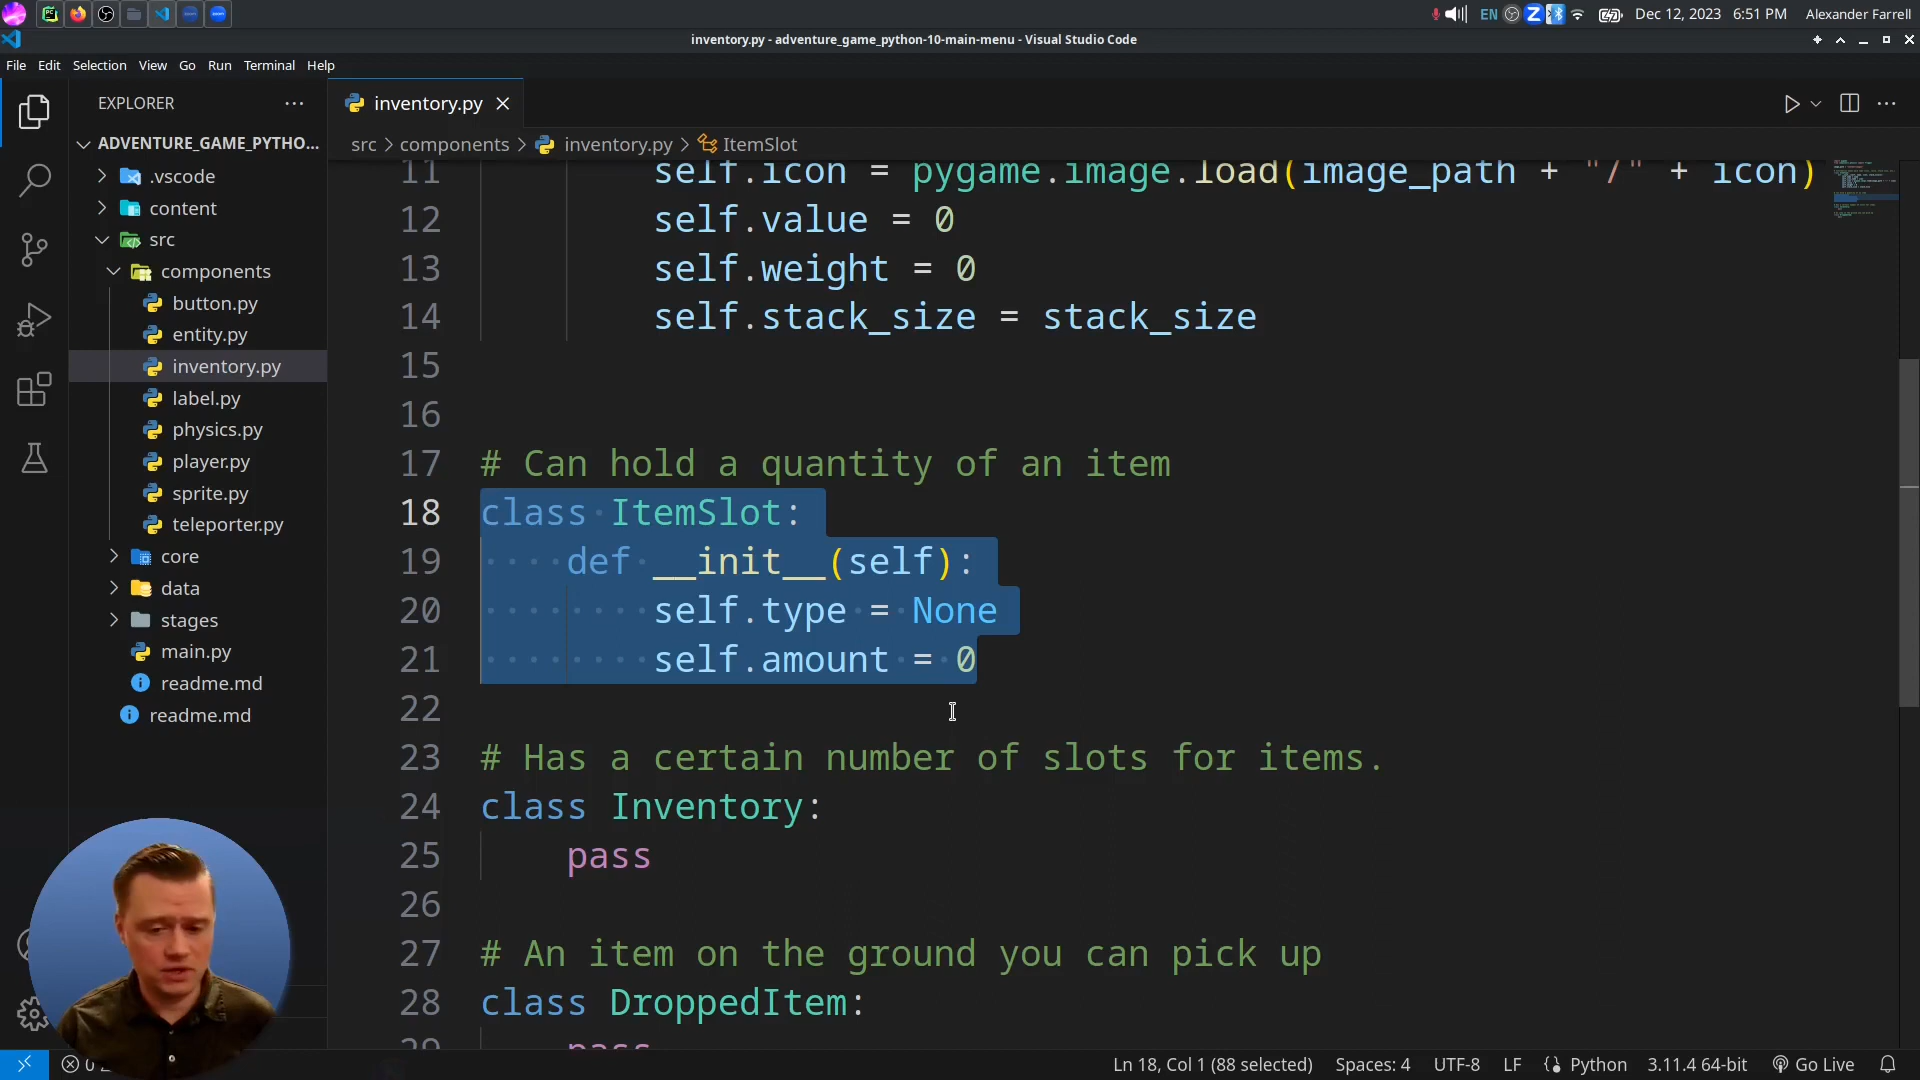 EN
Z
Dec 12, 2023 6:51 PM Alexander Farrell
inventory.py - adventure_game_python-10-main-menu - Visual Studio Code
File Edit Selection View Go Run Terminal Help
EXPLORER
ADVENTURE_GAME_PYTHO...
.vscode
content
src
components
button.py
entity.py
inventory.py
label.py
physics.py
player.py
sprite.py
teleporter.py
core
data
stages
main.py
readme.md
readme.md
inventory.py
src > components > inventory.py > ItemSlot
11 self.icon = pygame.image.load(image_path + "/" + icon)
12 self.value = 0
13 self.weight = 0
14 self.stack_size = stack_size
15
16
17 # Can hold a quantity of an item
18 class ItemSlot:
19 def __init__(self):
20 self.type = None
21 self.amount = 0
22
23 # Has a certain number of slots for items.
24 class Inventory:
25 pass
26
27 # An item on the ground you can pick up
28 class DroppedItem:
29 pass
0
Ln 18, Col 1 (88 selected) Spaces: 4 UTF-8 LF Python 3.11.4 64-bit Go Live